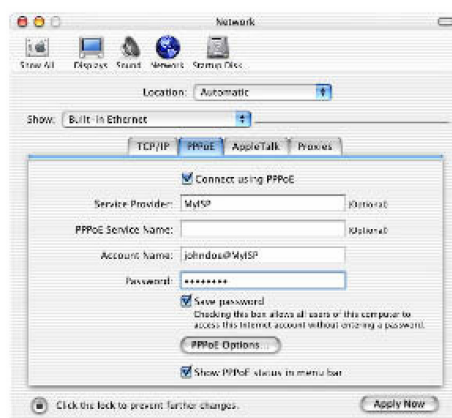 Network
Show All Displays Sound Network Startup Disk
Location: Automatic
Show: Built-in Ethernet
TCP/IP PPPoE AppleTalk Proxies
Connect using PPPoE
Service Provider: MyISP (Optional)
PPPoE Service Name: (Optional)
Account Name: johndoe@MyISP
Password: ••••••••
Save password
Checking this box allows all users of this computer to
access this Internet account without entering a password.
PPPoE Options...
Show PPPoE status in menu bar
Click the lock to prevent further changes. Apply Now